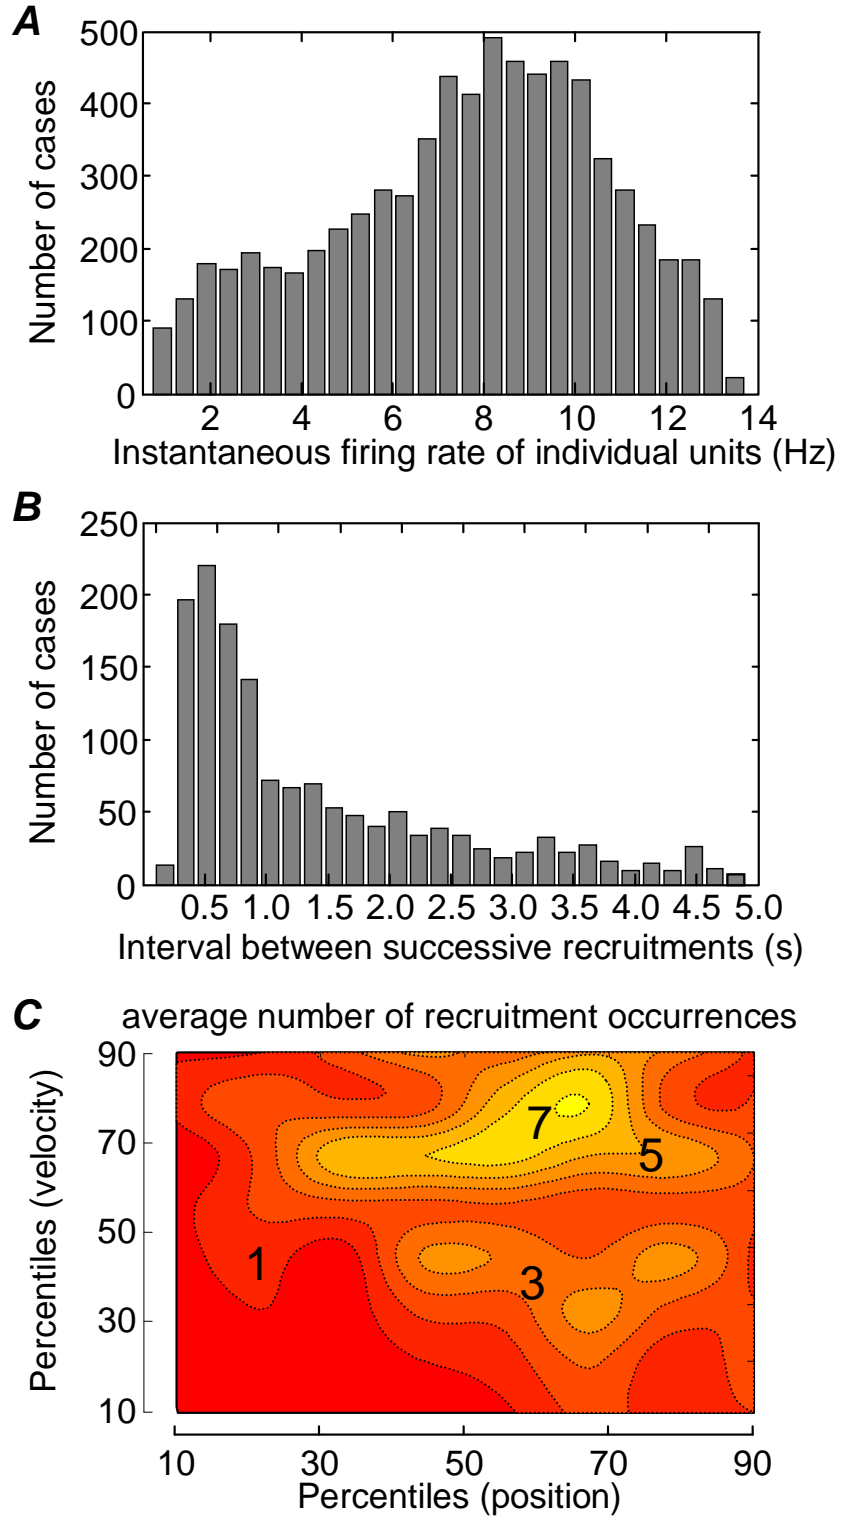 A
Number of cases
500
400
300
200
100
0
2 4 6 8 10 12 14
Instantaneous firing rate of individual units (Hz)
B
Number of cases
250
200
150
100
50
0
0.5 1.0 1.5 2.0 2.5 3.0 3.5 4.0 4.5 5.0
Interval between successive recruitments (s)
C average number of recruitment occurrences
Percentiles (velocity)
90
70
50
30
10
7
5
1
3
10 30 50 70 90
Percentiles (position)